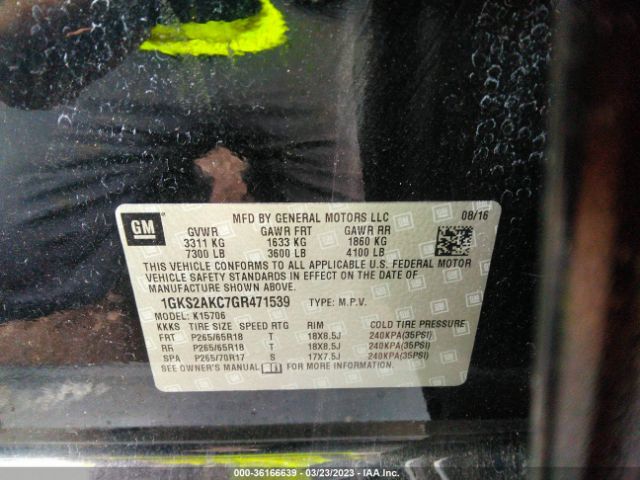 GM
MFD BY GENERAL MOTORS LLC 08/16
GVWR GAWR FRT GAWR RR
3311 KG 1633 KG 1860 KG
7300 LB 3600 LB 4100 LB
THIS VEHICLE CONFORMS TO ALL APPLICABLE U.S. FEDERAL MOTOR
VEHICLE SAFETY STANDARDS IN EFFECT ON THE DATE OF
MANUFACTURE SHOWN ABOVE.
1GKS2AKC7GR471539 TYPE: M.P.V.
MODEL: K15706
KKKS TIRE SIZE SPEED RTG RIM COLD TIRE PRESSURE
FRT P265/65R18 T 18X8.5J 240KPA(35PSI)
RR P265/65R18 T 18X8.5J 240KPA(35PSI)
SPA P265/70R17 S 17X7.5J 240KPA(35PSI)
SEE OWNER'S MANUAL FOR MORE INFORMATION.
000-36166639 - 03/23/2023 - IAA Inc.